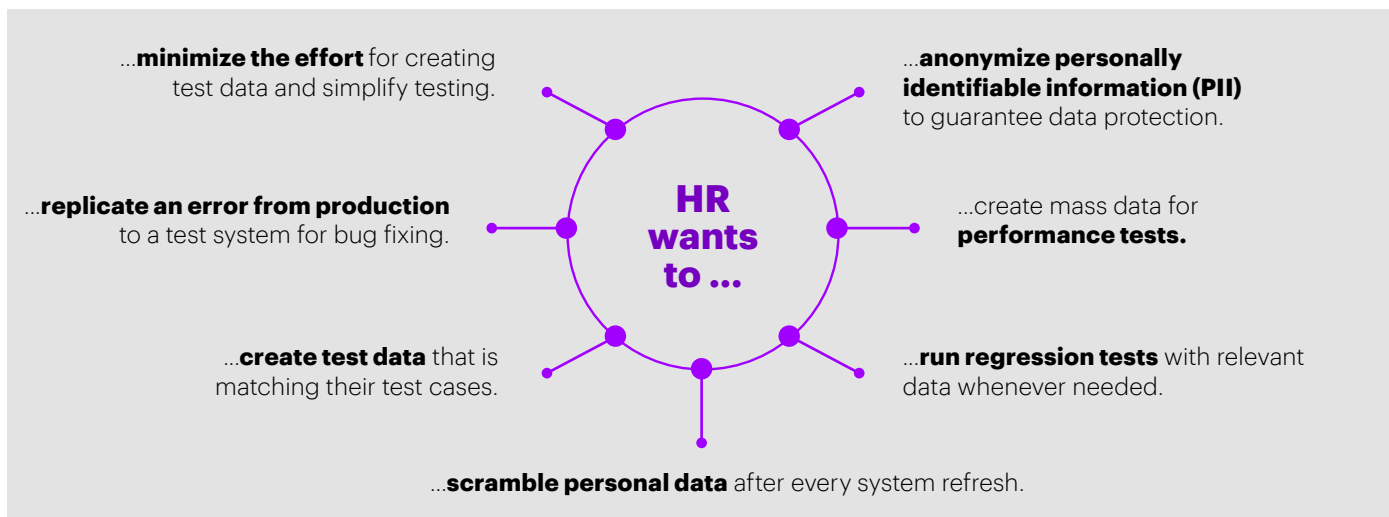 ...minimize the effort for creating
test data and simplify testing.
...anonymize personally
identifiable information (PII)
to guarantee data protection.
...replicate an error from production
to a test system for bug fixing.
HR
wants
to ...
...create mass data for
performance tests.
...create test data that is
matching their test cases.
...run regression tests with relevant
data whenever needed.
...scramble personal data after every system refresh.